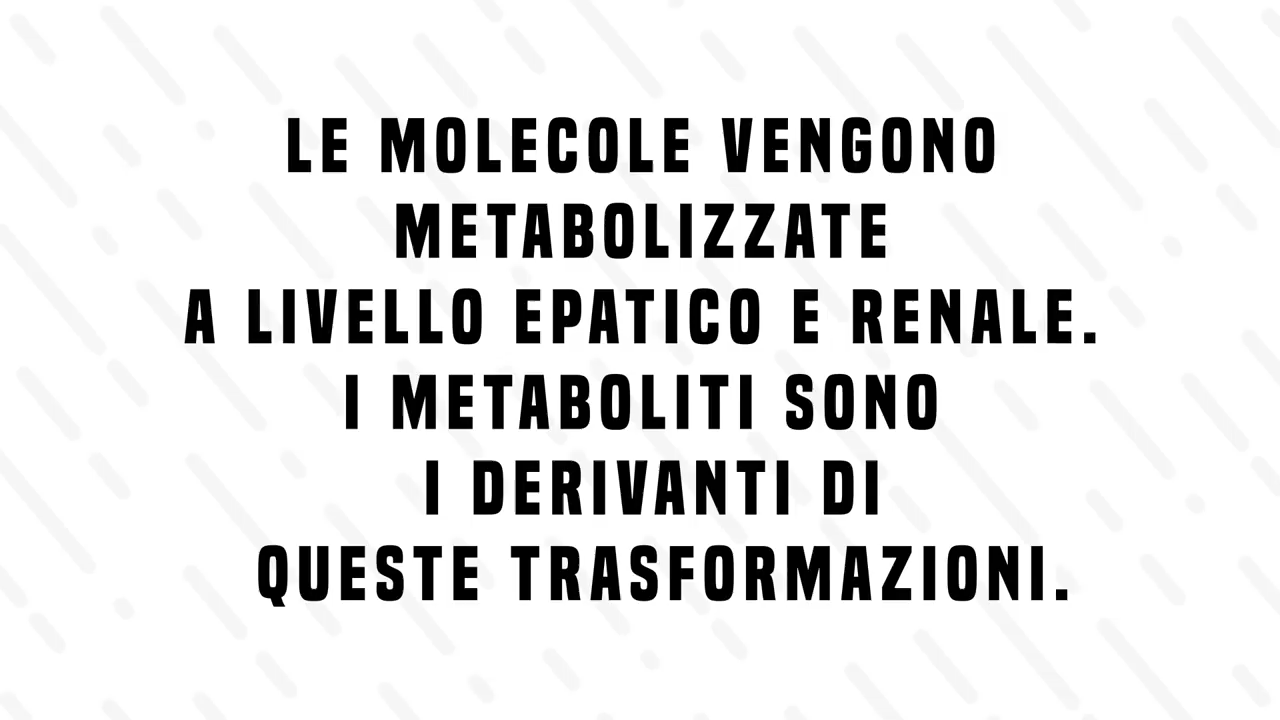 LE MOLECOLE VENGONO
METABOLIZZATE
A LIVELLO EPATICO E RENALE.
I METABOLITI SONO
I DERIVANTI DI
QUESTE TRASFORMAZIONI.